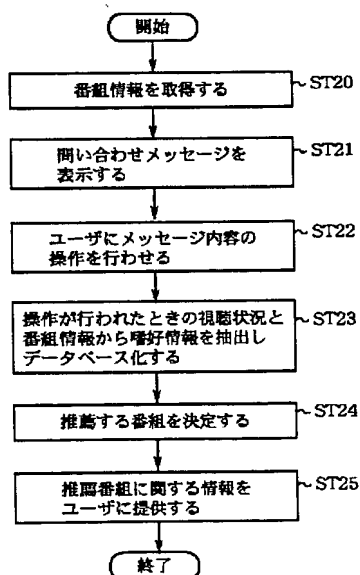 開始
番組情報を取得する
ST20
問い合わせメッセージを
表示する
ST21
ユーザにメッセージ内容の
操作を行わせる
ST22
操作が行われたときの視聴状況と
番組情報から嗜好情報を抽出し
データベース化する
ST23
推薦する番組を決定する
ST24
推薦番組に関する情報を
ユーザに提供する
ST25
終了